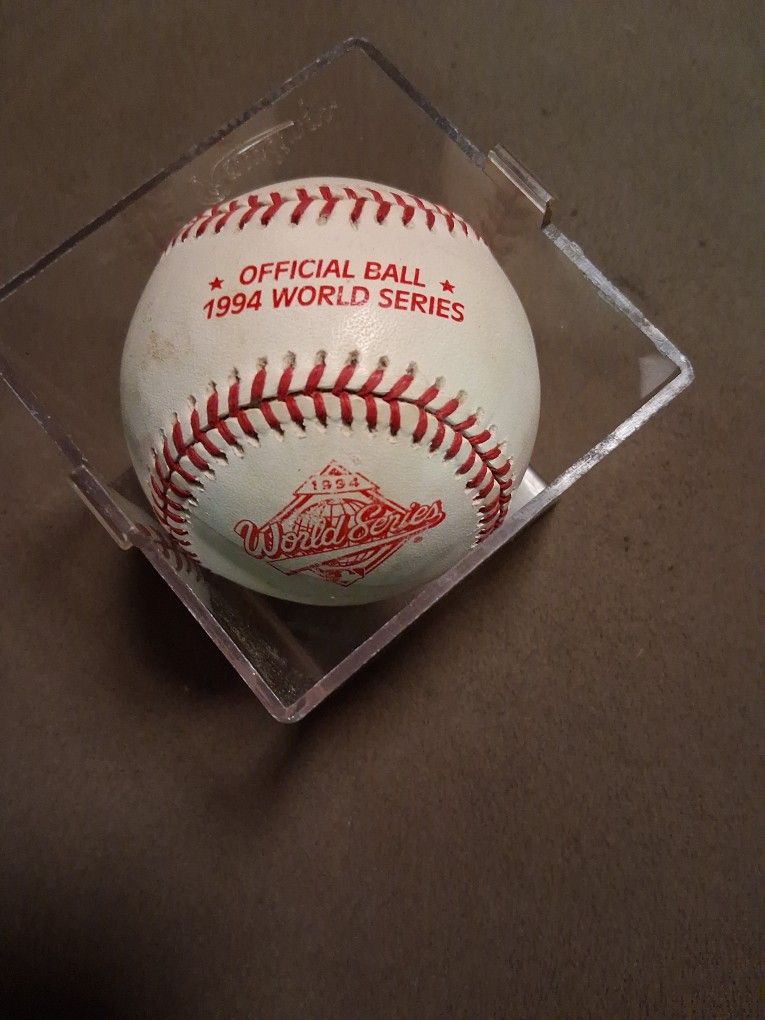 ★ OFFICIAL BALL ★
1994 WORLD SERIES
1994
World Series